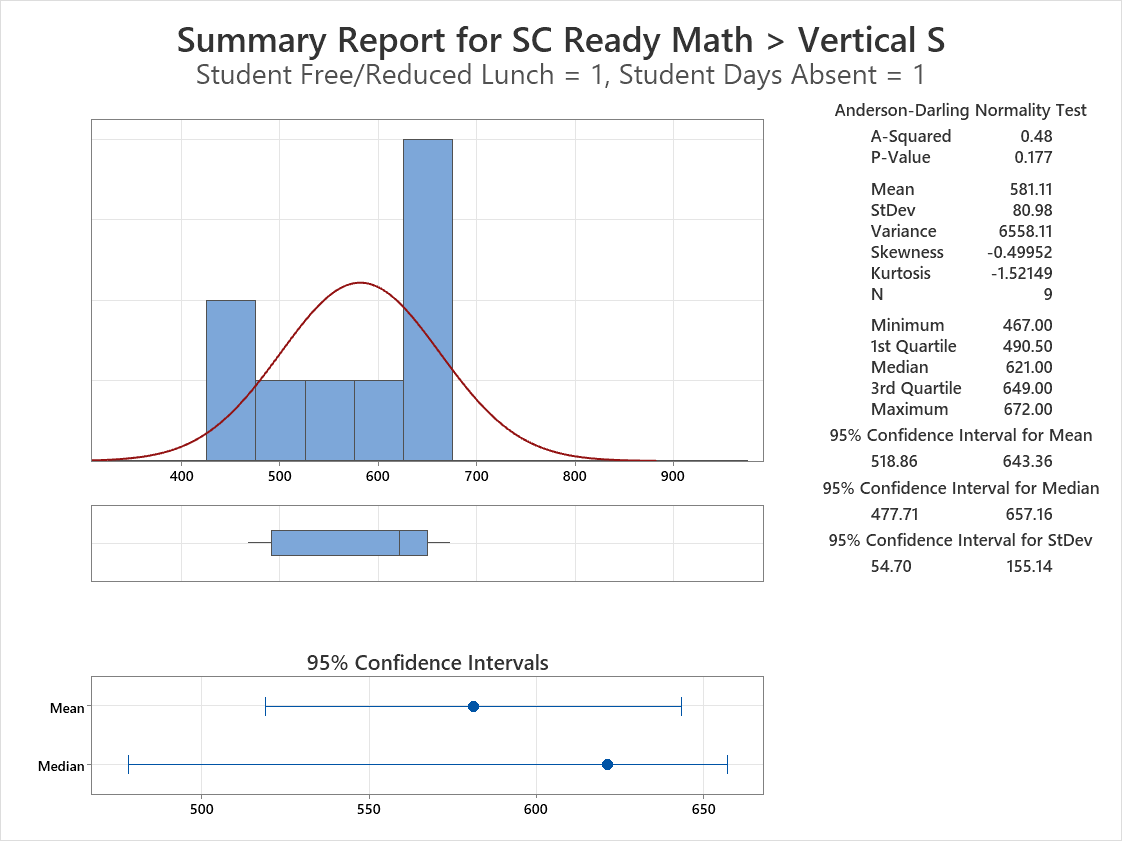 Summary Report for SC Ready Math > Vertical S
Student Free/Reduced Lunch = 1, Student Days Absent = 1
Anderson-Darling Normality Test
A-Squared 0.48
P-Value 0.177
Mean 581.11
StDev 80.98
Variance 6558.11
Skewness -0.49952
Kurtosis -1.52149
N 9
Minimum 467.00
1st Quartile 490.50
Median 621.00
3rd Quartile 649.00
Maximum 672.00
95% Confidence Interval for Mean
518.86 643.36
95% Confidence Interval for Median
477.71 657.16
95% Confidence Interval for StDev
54.70 155.14
400 500 600 700 800 900
95% Confidence Intervals
Mean
Median
500 550 600 650